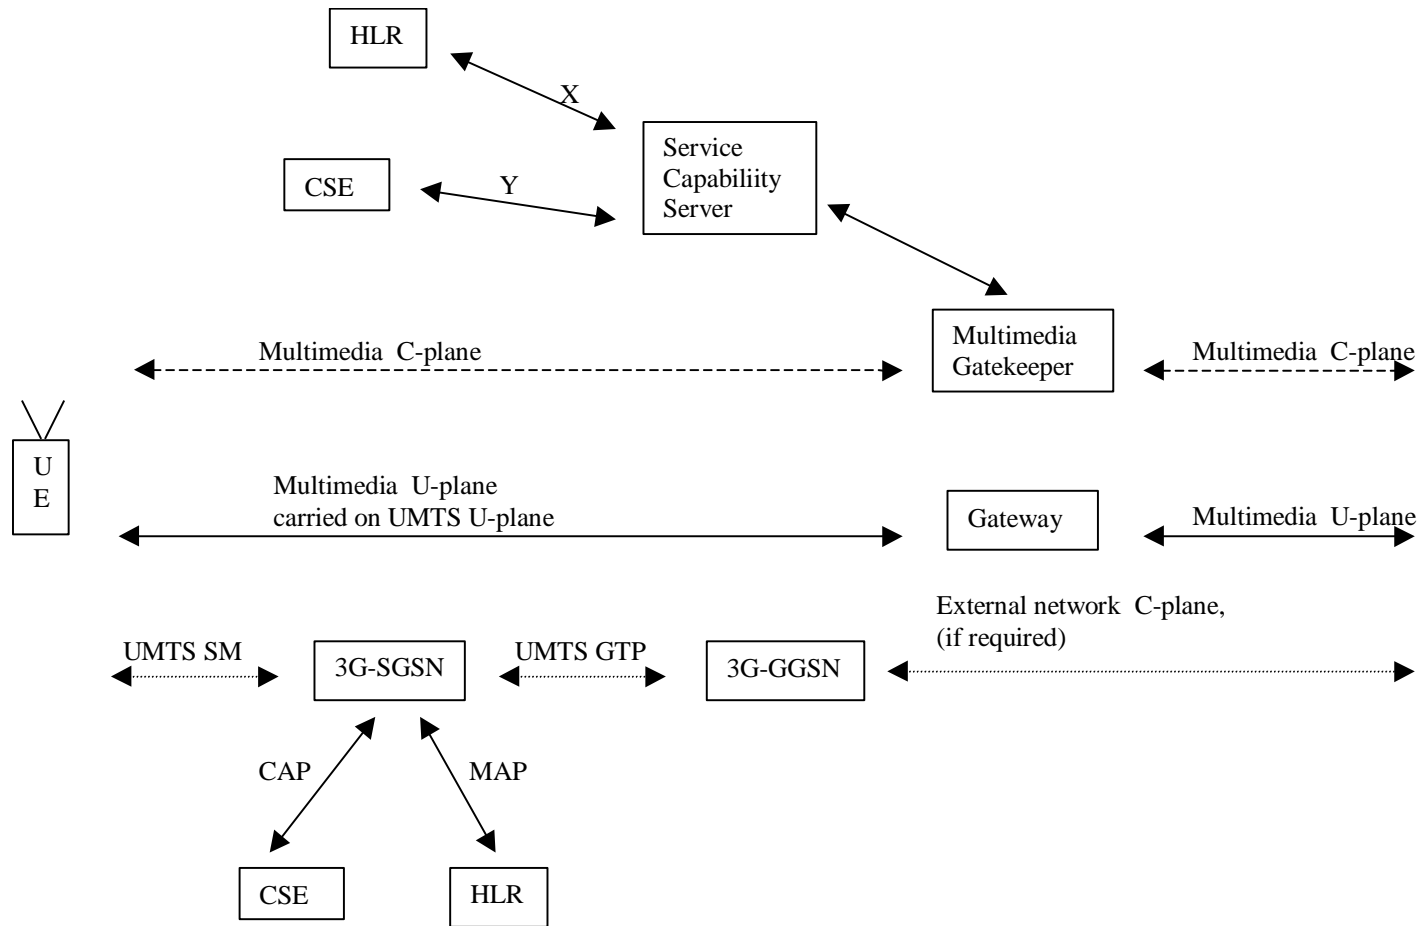 HLR
X
Service
Capabiliity
Server
CSE
Y
Multimedia C-plane
Multimedia
Gatekeeper
Multimedia C-plane
U
E
Multimedia U-plane
carried on UMTS U-plane
Gateway
Multimedia U-plane
External network C-plane,
(if required)
UMTS SM
3G-SGSN
UMTS GTP
3G-GGSN
CAP
MAP
CSE
HLR